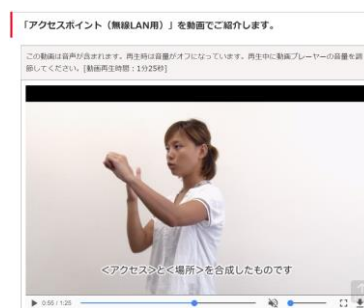 「アクセスポイント（無線LAN用）」を動画でご紹介します。
この動画は音声が含まれます。再生時は音量がオフになっています。再生中に動画プレーヤーの音量を調
節してください。[動画再生時間：1分25秒]
＜アクセス＞と＜場所＞を合成したものです
0:55 / 1:25